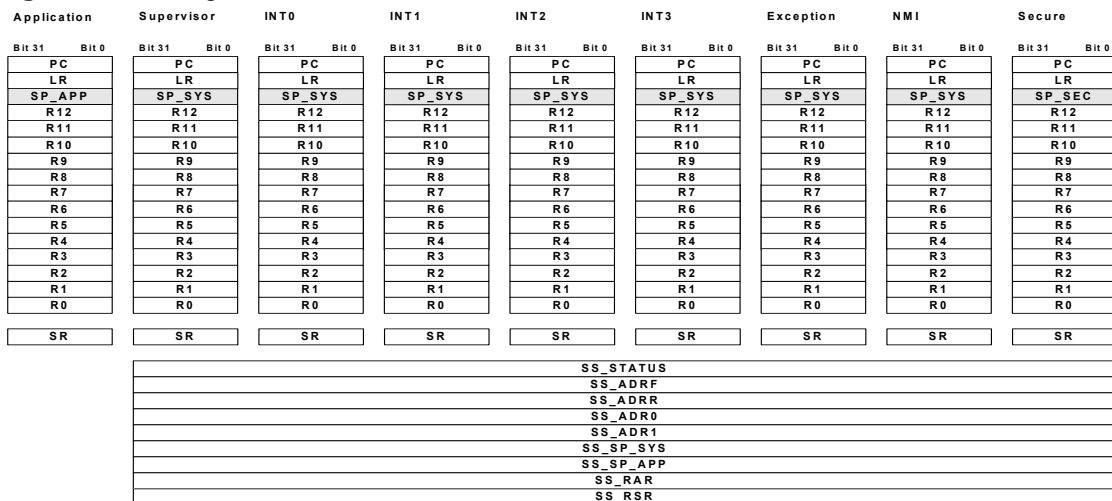 Application Supervisor INT0 INT1 INT2 INT3 Exception NMI Secure
Bit 31 Bit 0 Bit 31 Bit 0 Bit 31 Bit 0 Bit 31 Bit 0 Bit 31 Bit 0 Bit 31 Bit 0 Bit 31 Bit 0 Bit 31 Bit 0 Bit 31 Bit 0
PC PC PC PC PC PC PC PC PC
LR LR LR LR LR LR LR LR LR
SP_APP SP_SYS SP_SYS SP_SYS SP_SYS SP_SYS SP_SYS SP_SYS SP_SEC
R12 R12 R12 R12 R12 R12 R12 R12 R12
R11 R11 R11 R11 R11 R11 R11 R11 R11
R10 R10 R10 R10 R10 R10 R10 R10 R10
R9 R9 R9 R9 R9 R9 R9 R9 R9
R8 R8 R8 R8 R8 R8 R8 R8 R8
R7 R7 R7 R7 R7 R7 R7 R7 R7
R6 R6 R6 R6 R6 R6 R6 R6 R6
R5 R5 R5 R5 R5 R5 R5 R5 R5
R4 R4 R4 R4 R4 R4 R4 R4 R4
R3 R3 R3 R3 R3 R3 R3 R3 R3
R2 R2 R2 R2 R2 R2 R2 R2 R2
R1 R1 R1 R1 R1 R1 R1 R1 R1
R0 R0 R0 R0 R0 R0 R0 R0 R0
SR SR SR SR SR SR SR SR SR
SS_STATUS
SS_ADRF
SS_ADRR
SS_ADR0
SS_ADR1
SS_SP_SYS
SS_SP_APP
SS_RAR
SS_RSR